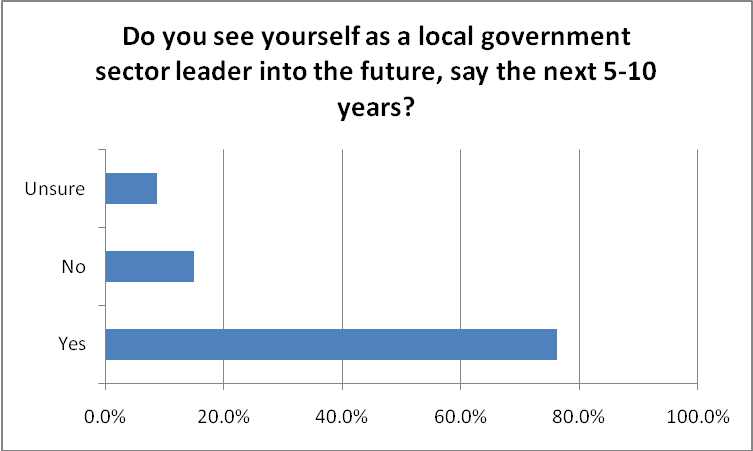 Do you see yourself as a local government
sector leader into the future, say the next 5-10
years?
Unsure
No
Yes
0.0% 20.0% 40.0% 60.0% 80.0% 100.0%